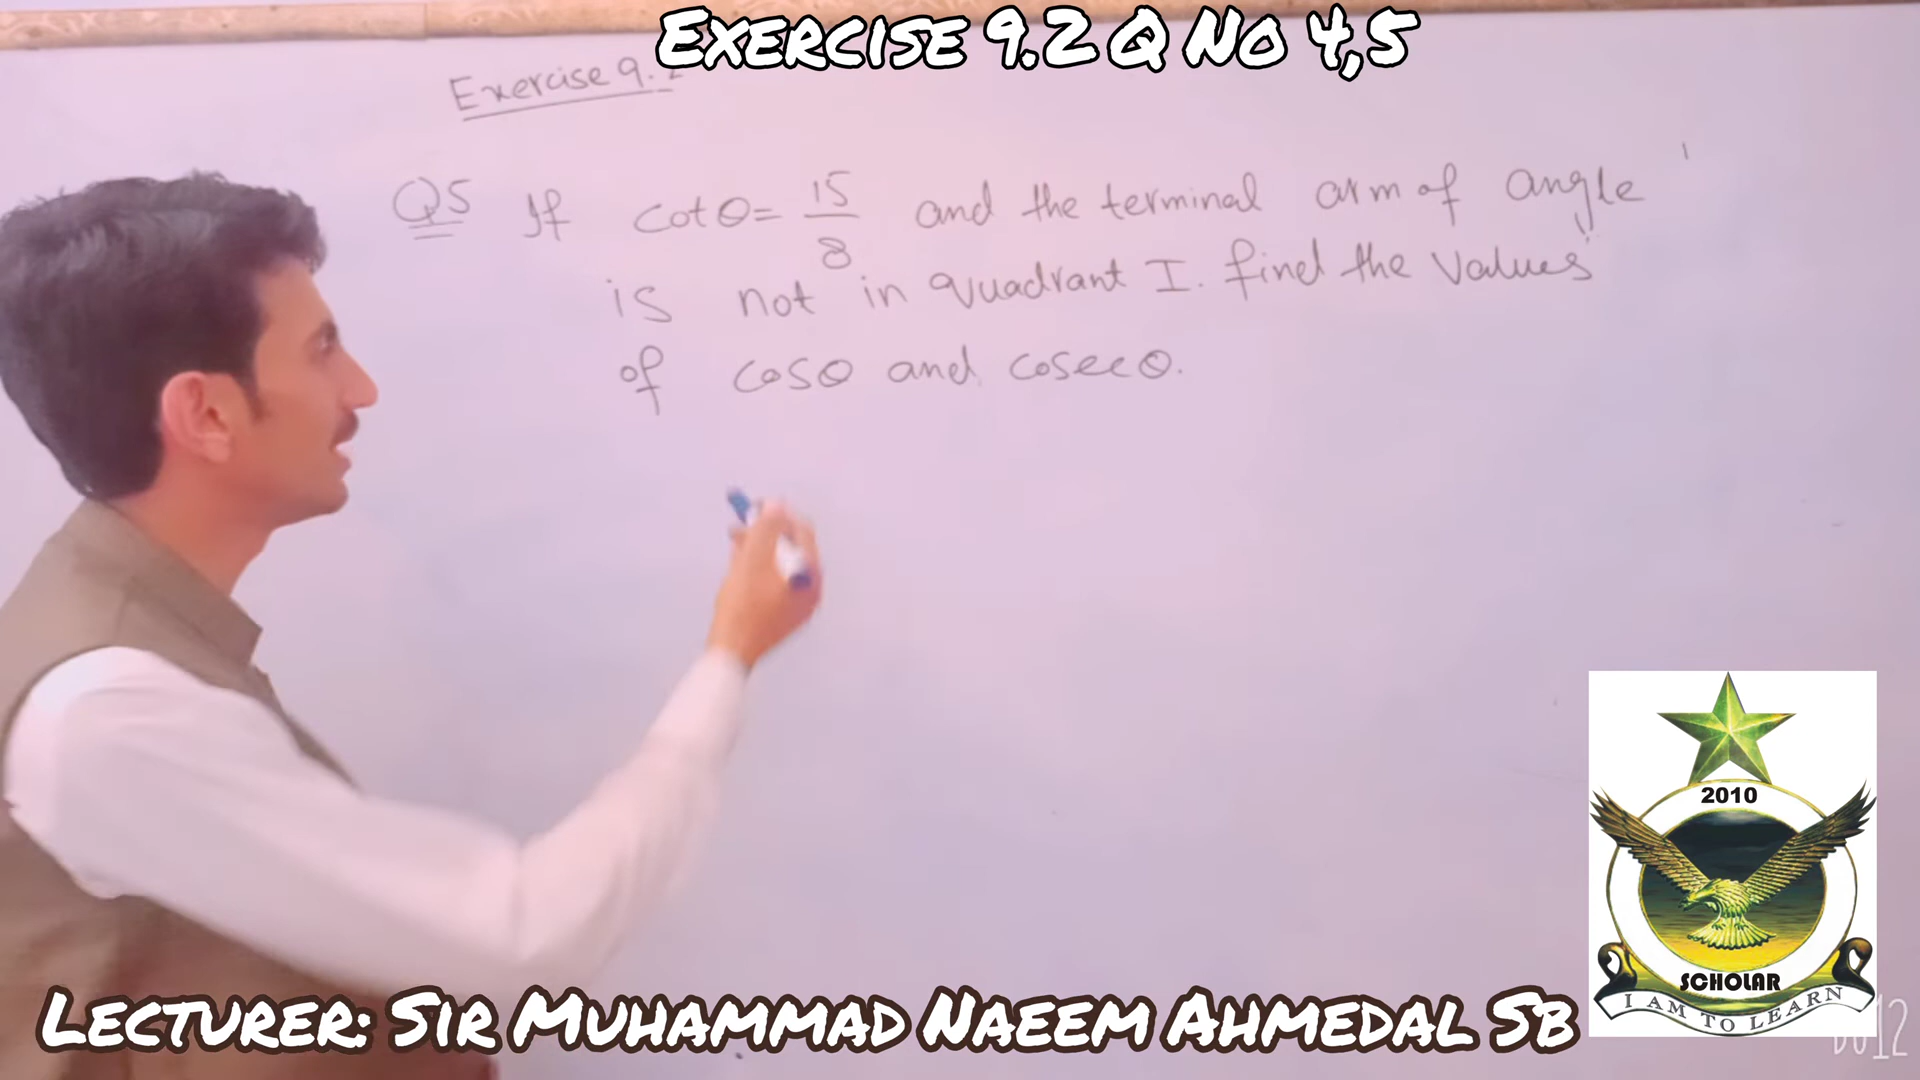 EXERCISE 9.2 Q NO 4,5
Exercise 9.2
Q5 If cotθ = 15/8 and the terminal arm of angle
is not in quadrant I. find the values
of cosθ and cosecθ.
2010
SCHOLAR
I AM TO LEARN
LECTURER: SIR MUHAMMAD NAEEM AHMEDAL SB